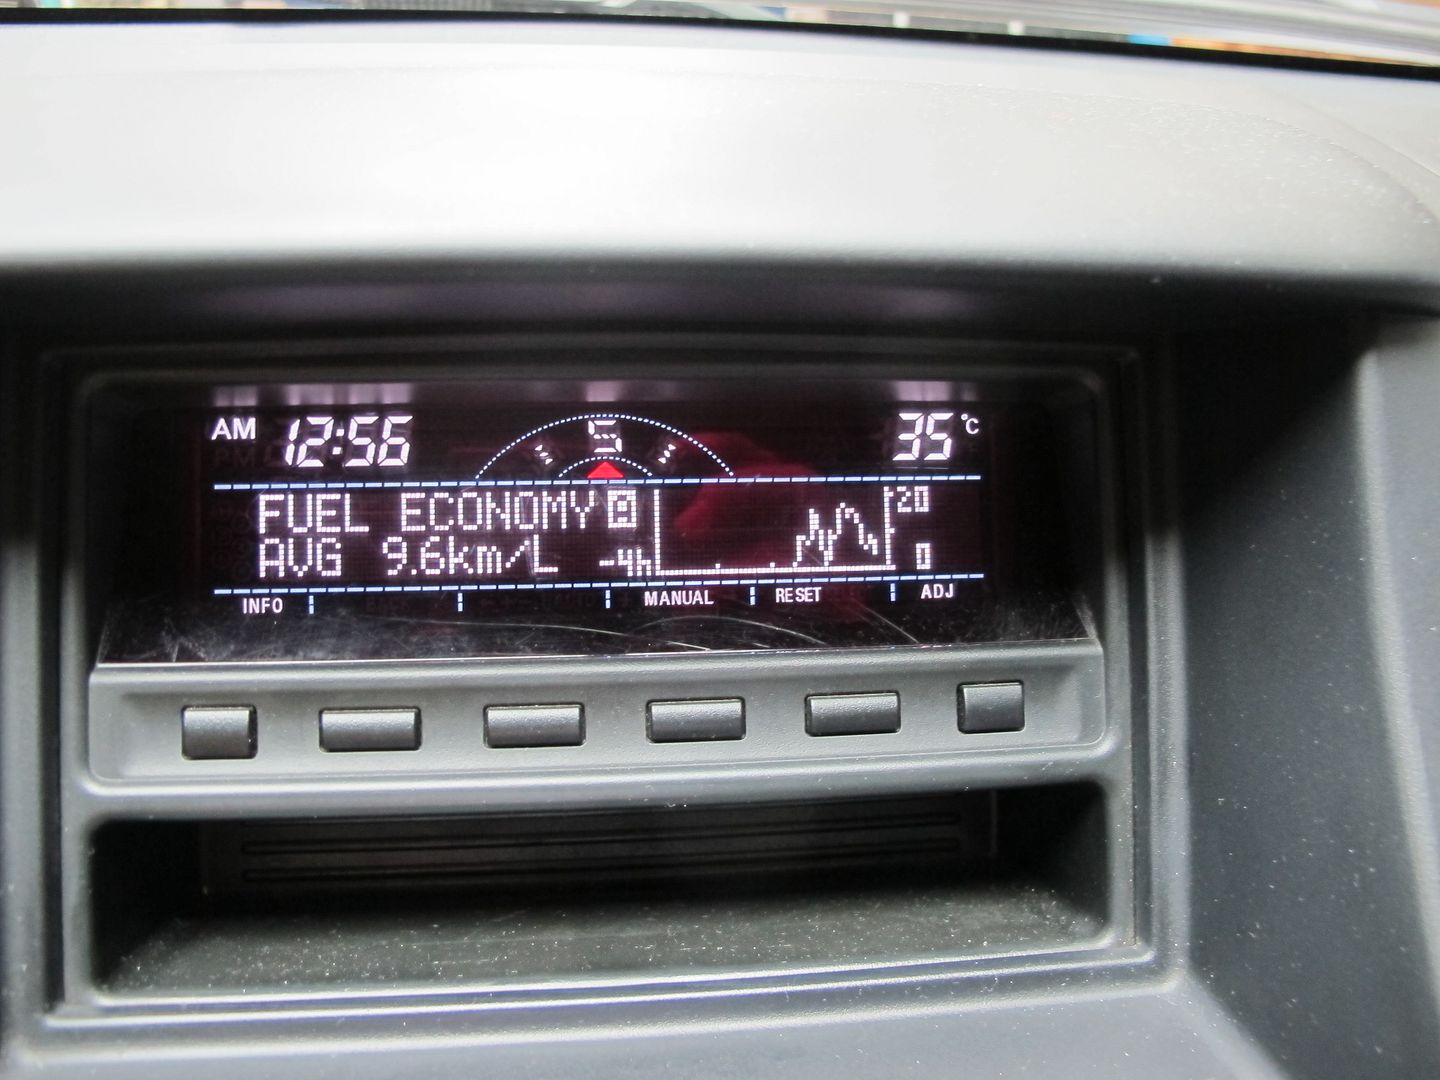 AM 12:56 S 35 °C
FUEL ECONOMY B 20
AVG 9.6km/L -4h 0
INFO MANUAL RESET ADJ